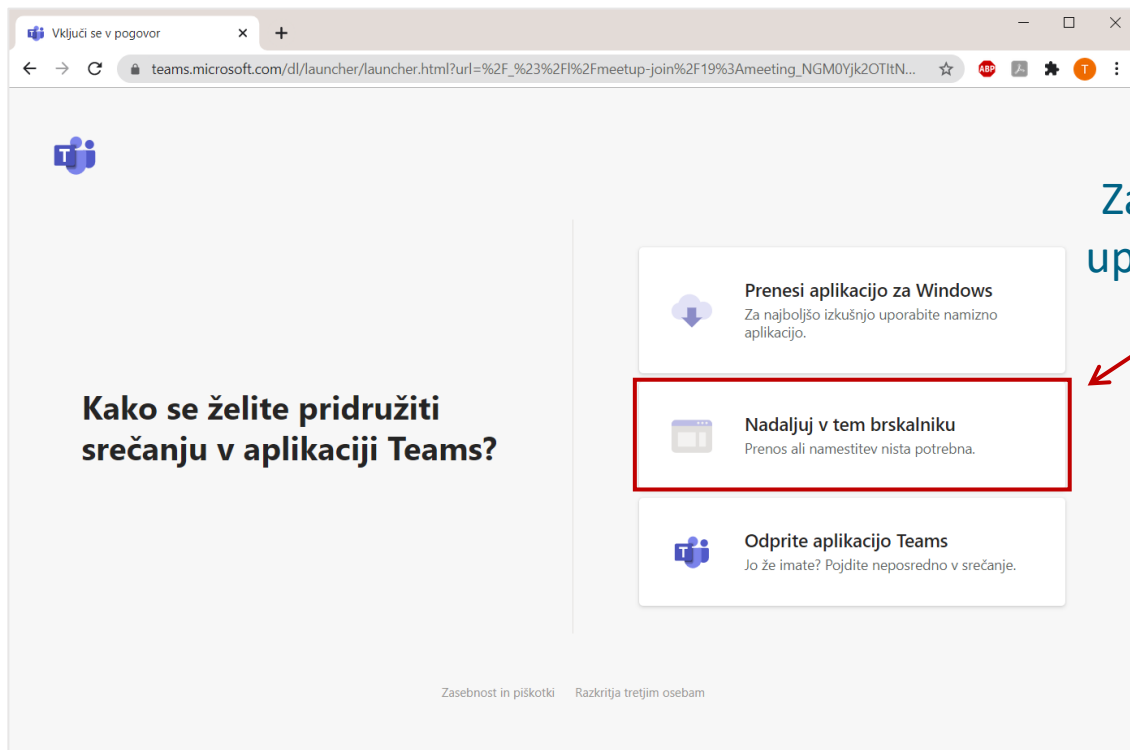 Vključi se v pogovor
teams.microsoft.com/dl/launcher/launcher.html?url=%2F_%23%2Fl%2Fmeetup-join%2F19%3Ameeting_NGM0Yjk2OTItN...
ABP
T
T
Prenesi aplikacijo za Windows
Za najboljšo izkušnjo uporabite namizno
aplikacijo.
Kako se želite pridružiti
srečanju v aplikaciji Teams?
Nadaljuj v tem brskalniku
Prenos ali namestitev nista potrebna.
T
Odprite aplikacijo Teams
Jo že imate? Pojdite neposredno v srečanje.
Zasebnost in piškotki
Razkritja tretjim osebam